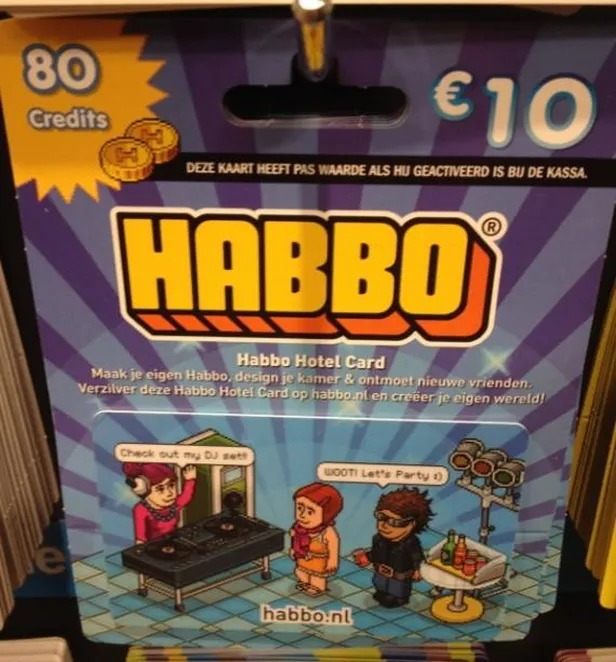 80
Credits
€10
DEZE KAART HEEFT PAS WAARDE ALS HIJ GEACTIVEERD IS BIJ DE KASSA.
HABBO®
Habbo Hotel Card
Maak je eigen Habbo, design je kamer & ontmoet nieuwe vrienden.
Verzilver deze Habbo Hotel Card op habbo.nl en creëer je eigen wereld!
Check out my DJ set!!
WOOT! Let's Party :)
habbo.nl